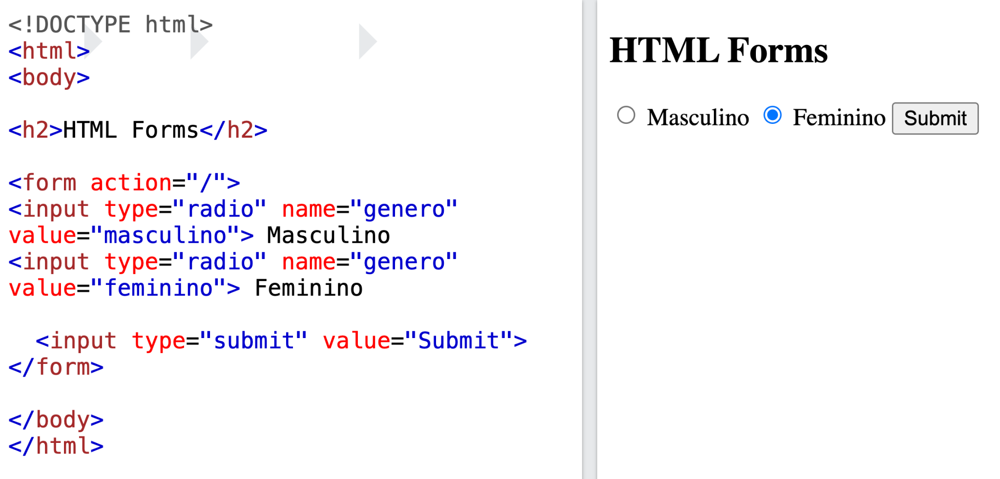 <!DOCTYPE html>
<html>
<body>
<h2>HTML Forms</h2>
<form action="/">
<input type="radio" name="genero"
value="masculino"> Masculino
<input type="radio" name="genero"
value="feminino"> Feminino
<input type="submit" value="Submit">
</form>
</body>
</html>
HTML Forms
Masculino Feminino Submit